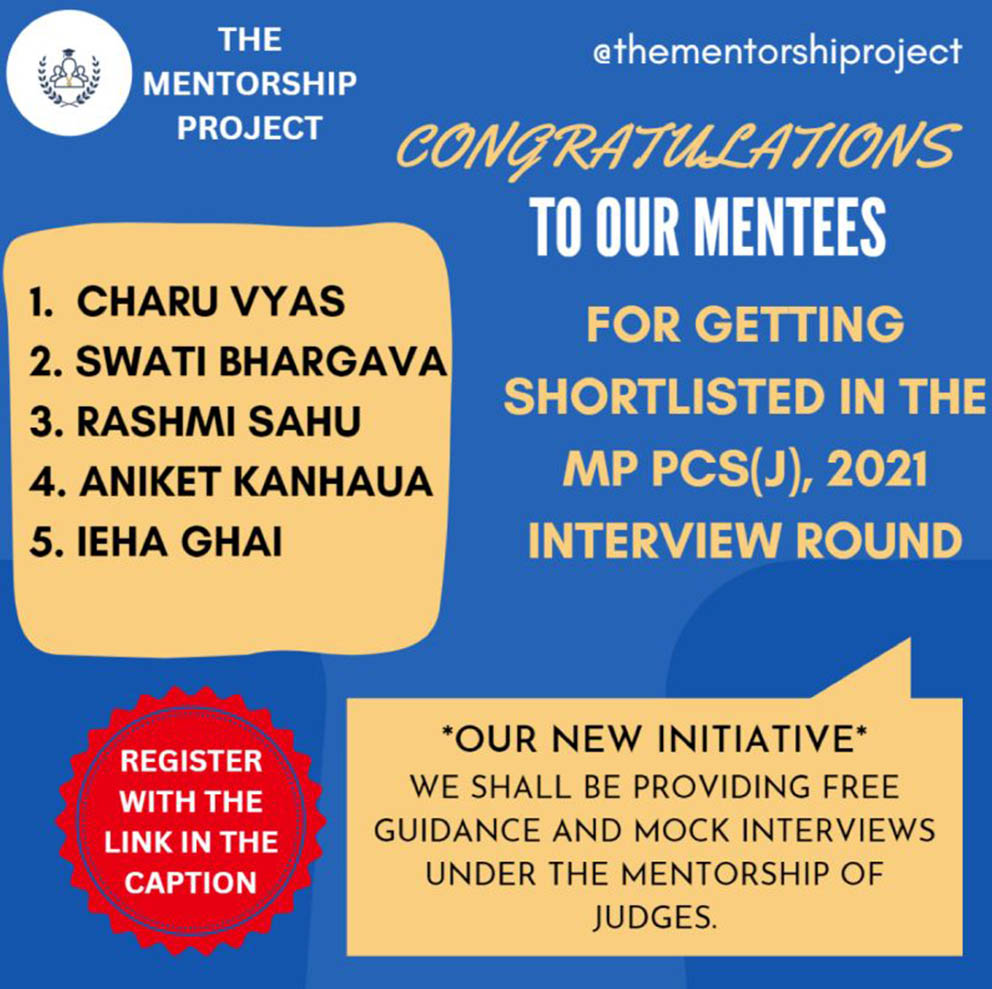 THE
MENTORSHIP
PROJECT
@thementorshiproject
CONGRATULATIONS
TO OUR MENTEES
FOR GETTING
SHORTLISTED IN THE
MP PCS(J), 2021
INTERVIEW ROUND
1. CHARU VYAS
2. SWATI BHARGAVA
3. RASHMI SAHU
4. ANIKET KANHAUA
5. IEHA GHAI
REGISTER
WITH THE
LINK IN THE
CAPTION
*OUR NEW INITIATIVE*
WE SHALL BE PROVIDING FREE
GUIDANCE AND MOCK INTERVIEWS
UNDER THE MENTORSHIP OF
JUDGES.